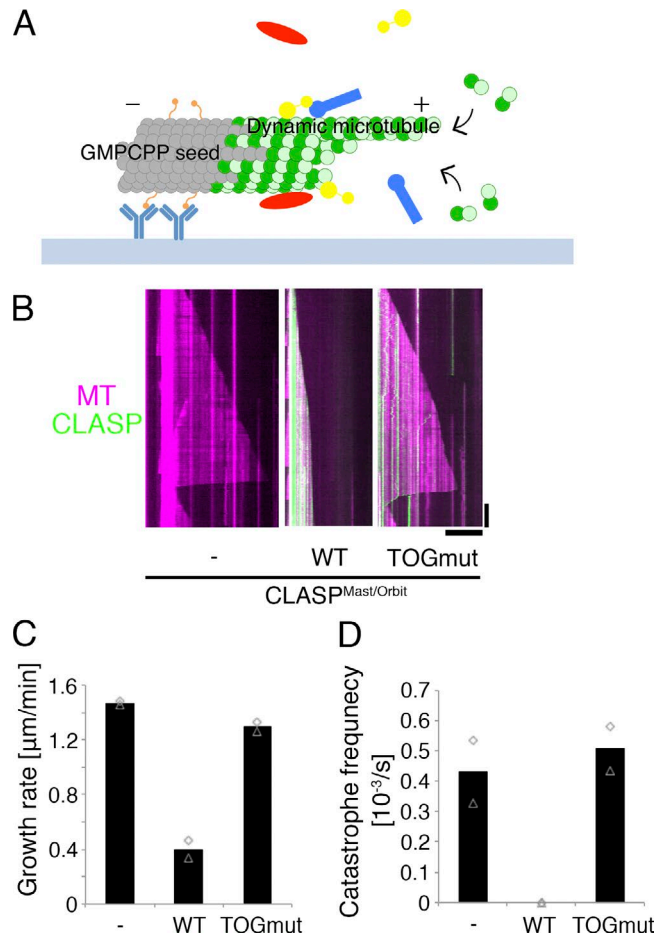 A
−
+
Dynamic microtubule
GMPCPP seed
B
MT
CLASP
-
WT
TOGmut
CLASP^Mast/Orbit
C
Growth rate [μm/min]
1.6
1.2
0.8
0.4
0
-
WT
TOGmut
D
Catastrophe frequnecy
[10^-3/s]
0.7
0.6
0.5
0.4
0.3
0.2
0.1
0
-
WT
TOGmut